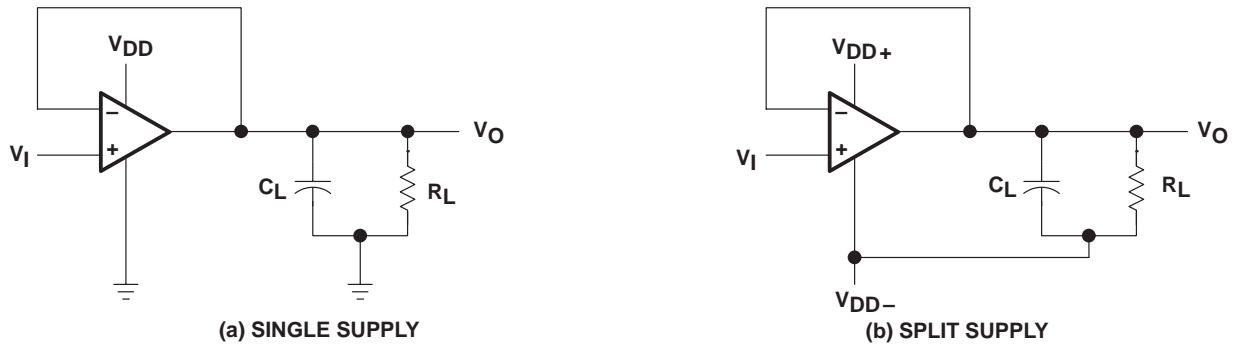 VDD
−
+
VI
VO
CL
RL
(a) SINGLE SUPPLY
VDD+
−
+
VI
VO
CL
RL
VDD−
(b) SPLIT SUPPLY